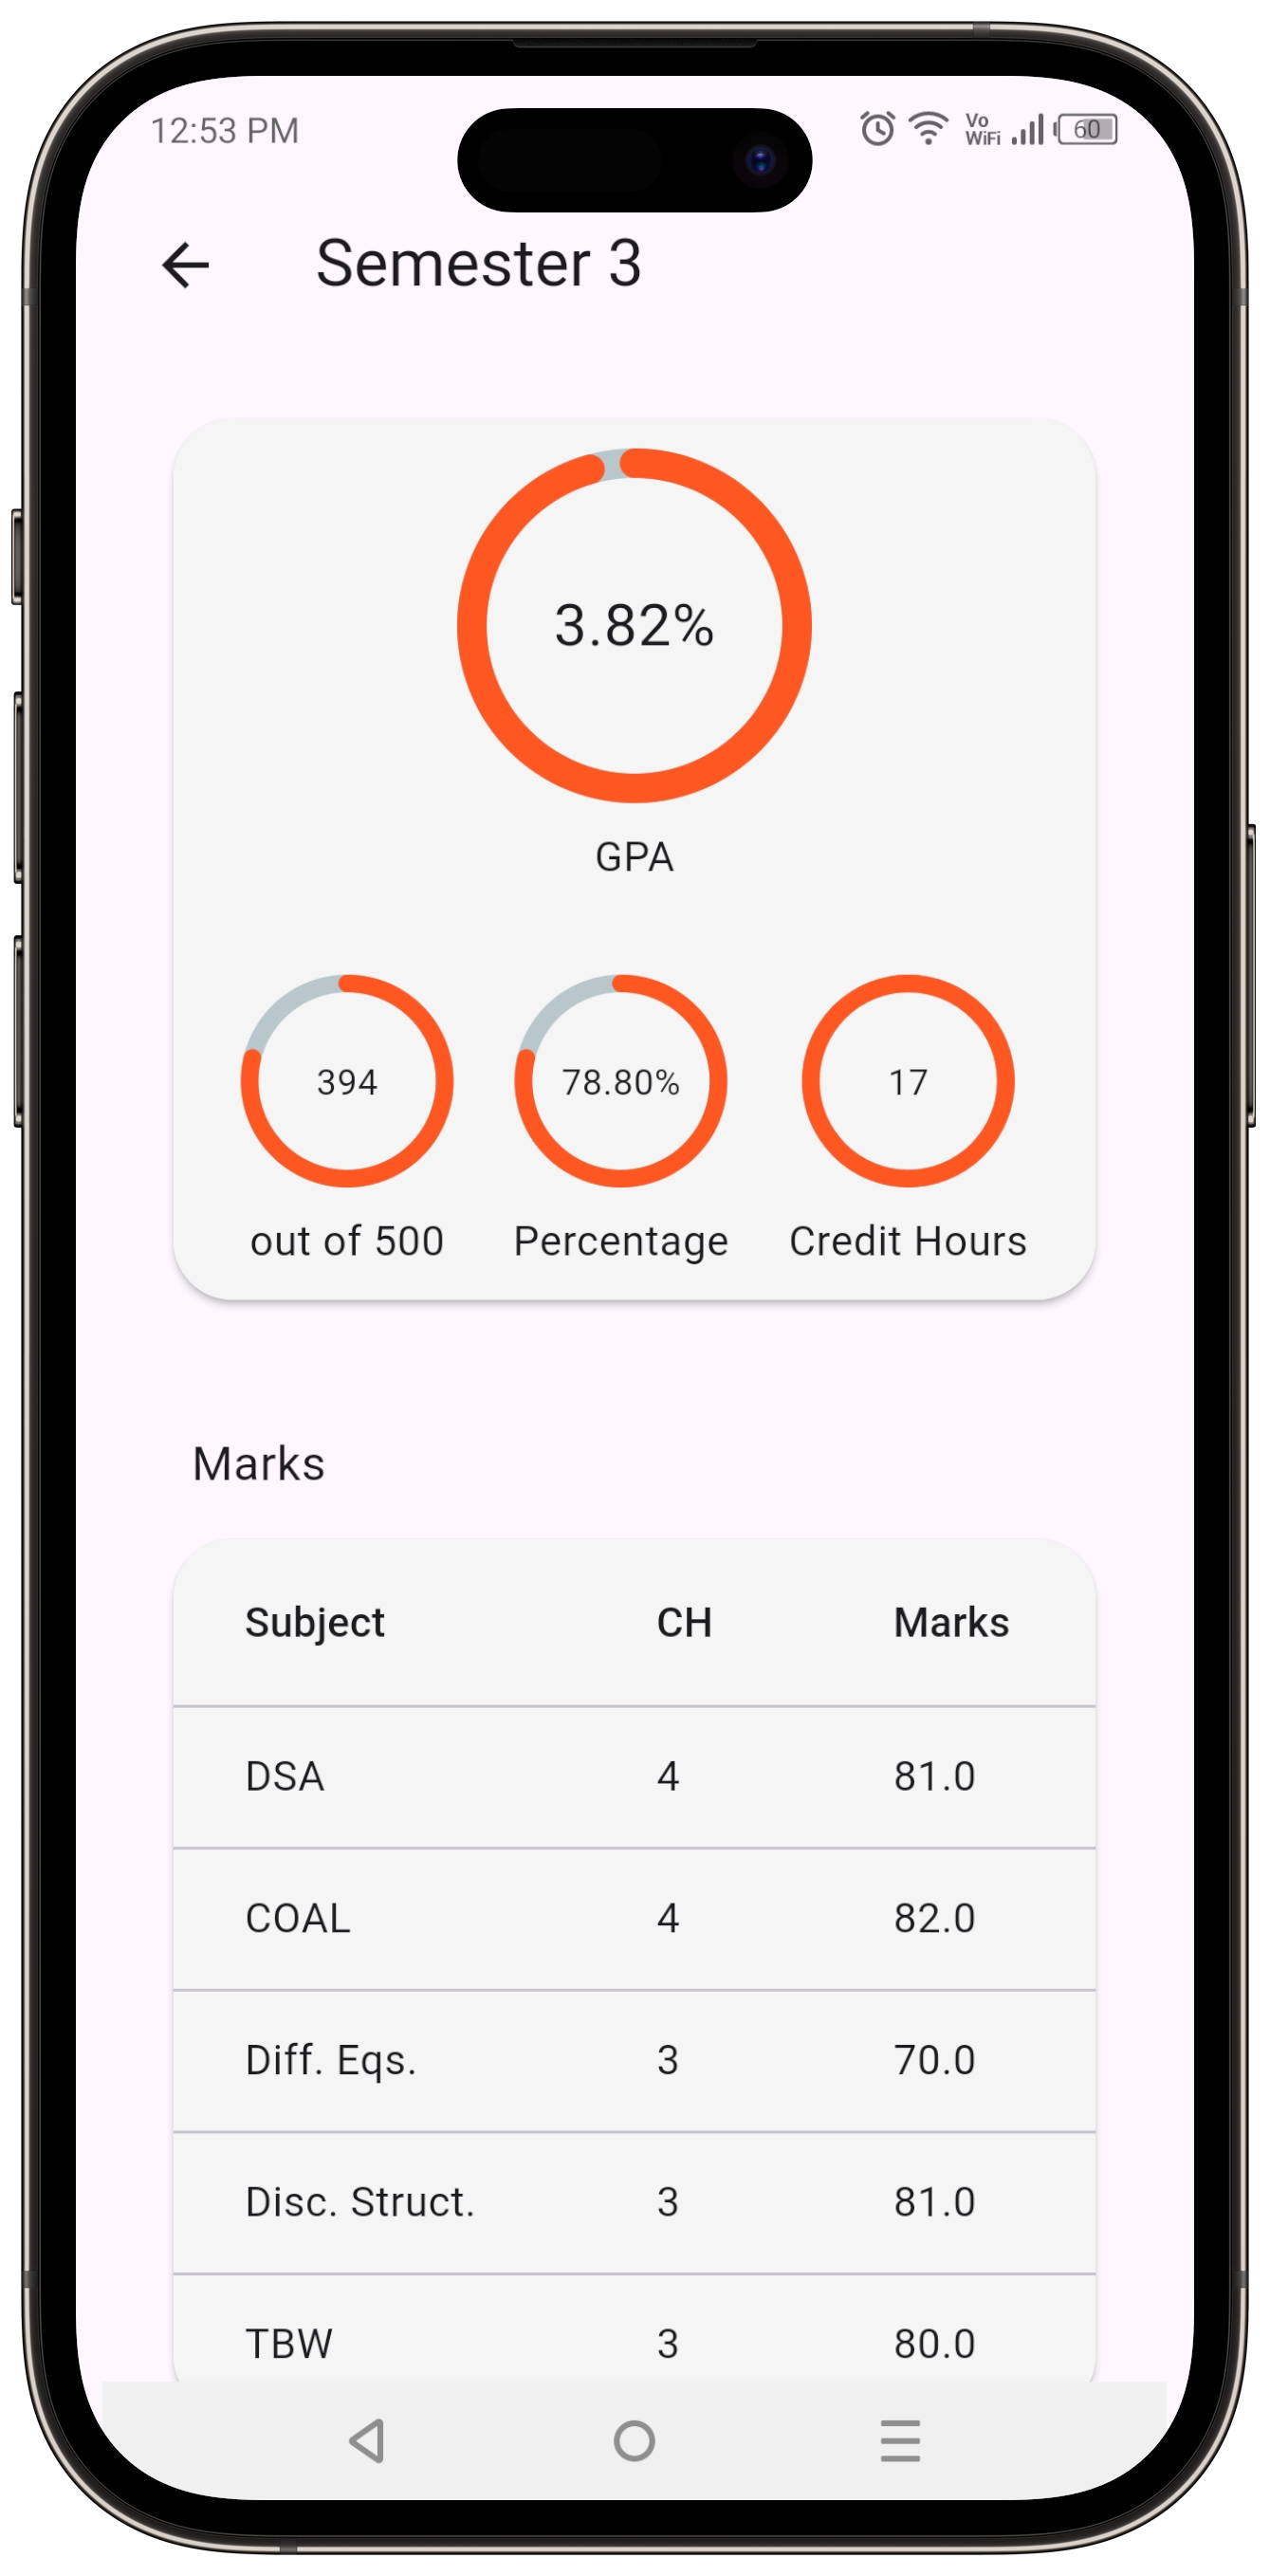 12:53 PM
Vo
WiFi
60
Semester 3
3.82%
GPA
394
78.80%
17
out of 500
Percentage
Credit Hours
Marks
Subject CH Marks
DSA 4 81.0
COAL 4 82.0
Diff. Eqs. 3 70.0
Disc. Struct. 3 81.0
TBW 3 80.0